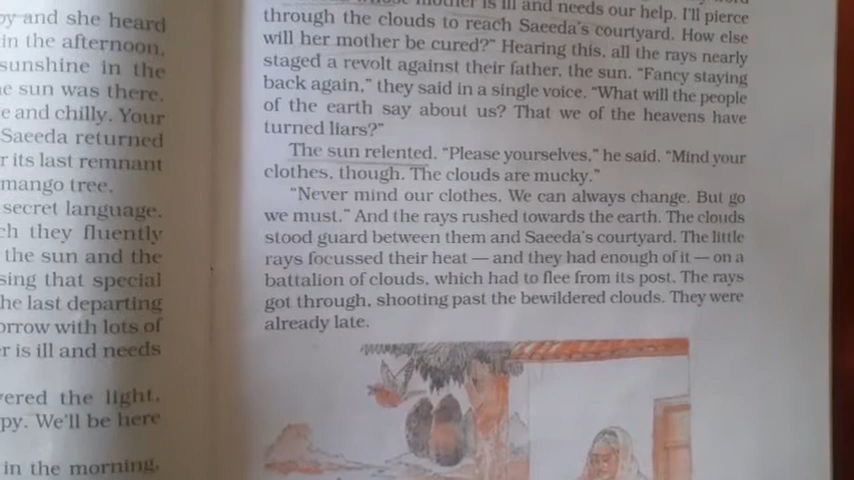 py and she heard
in the afternoon,
sunshine in the
e sun was there.
e and chilly. Your
Saeeda returned
r its last remnant
mango tree.
secret language.
ch they fluently
the sun and the
sing that special
he last departing
orrow with lots of
r is ill and needs
vered the light.
py. We'll be here
in the morning.
whose mother is ill and needs our help. I'll pierce
through the clouds to reach Saeeda's courtyard. How else
will her mother be cured?" Hearing this, all the rays nearly
staged a revolt against their father, the sun. "Fancy staying
back again," they said in a single voice. "What will the people
of the earth say about us? That we of the heavens have
turned liars?"
The sun relented. "Please yourselves," he said. "Mind your
clothes, though. The clouds are mucky."
"Never mind our clothes. We can always change. But go
we must." And the rays rushed towards the earth. The clouds
stood guard between them and Saeeda's courtyard. The little
rays focussed their heat — and they had enough of it — on a
battalion of clouds, which had to flee from its post. The rays
got through, shooting past the bewildered clouds. They were
already late.